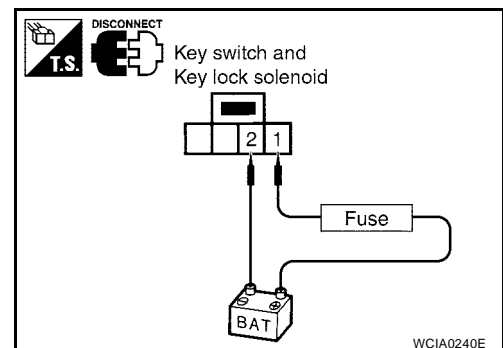 DISCONNECT
T.S.
Key switch and
Key lock solenoid
2 1
Fuse
BAT
WCIA0240E